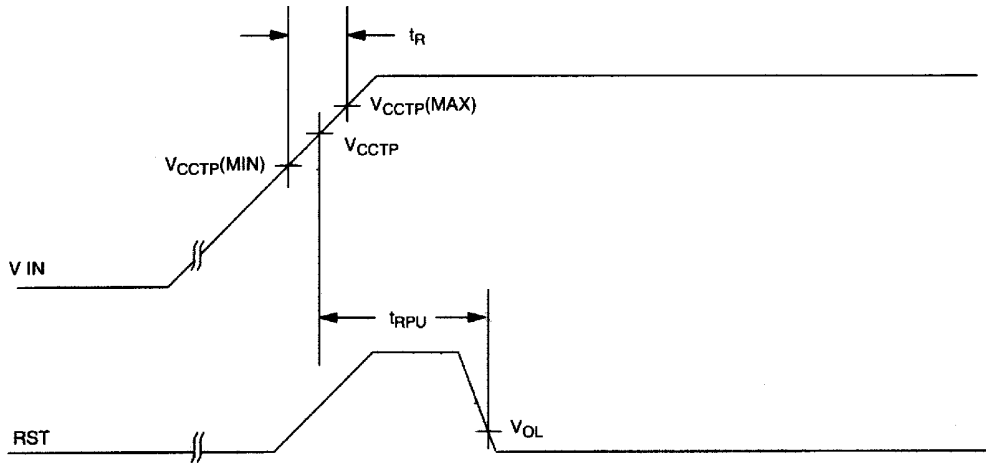 t_R
V_CCTP(MAX)
V_CCTP
V_CCTP(MIN)
V IN
t_RPU
RST
V_OL